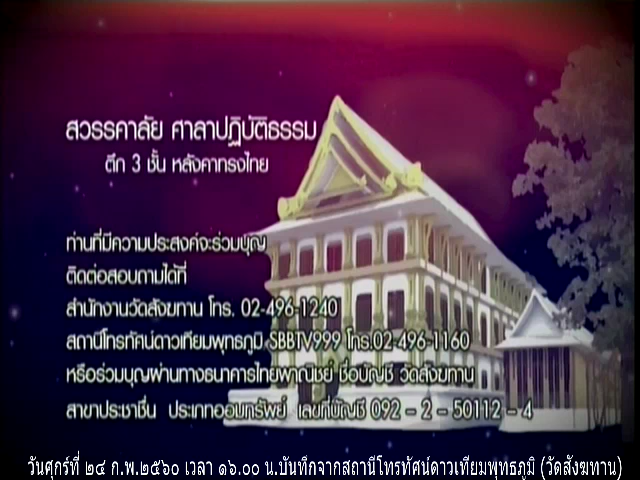 สวรรคาลัย ศาลาปฏิบัติธรรม
ตึก 3 ชั้น หลังคาทรงไทย
ท่านที่มีความประสงค์จะร่วมบุญ
ติดต่อสอบถามได้ที่
สำนักงานวัดสังฆทาน โทร. 02-496-1240
สถานีโทรทัศน์ดาวเทียมพุทธภูมิ SBBTV999 โทร.02-496-1160
หรือร่วมบุญผ่านทางธนาคารไทยพาณิชย์ ชื่อบัญชี วัดสังฆทาน
สาขาประชาชื่น ประเภทออมทรัพย์ เลขที่บัญชี 092 - 2 - 50112 - 4
วันศุกร์ที่ ๒๔ ก.พ.๒๕๖๐ เวลา ๑๖.๐๐ น.บันทึกจากสถานีโทรทัศน์ดาวเทียมพุทธภูมิ (วัดสังฆทาน)